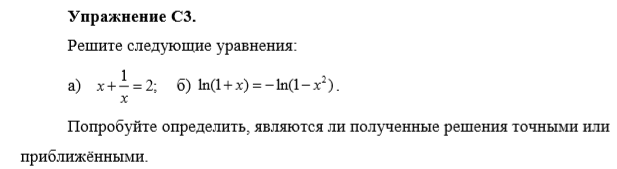 Упражнение С3.
Решите следующие уравнения:
а) x + 1/x = 2; б) ln(1 + x) = −ln(1 − x²).
Попробуйте определить, являются ли полученные решения точными или
приближёнными.